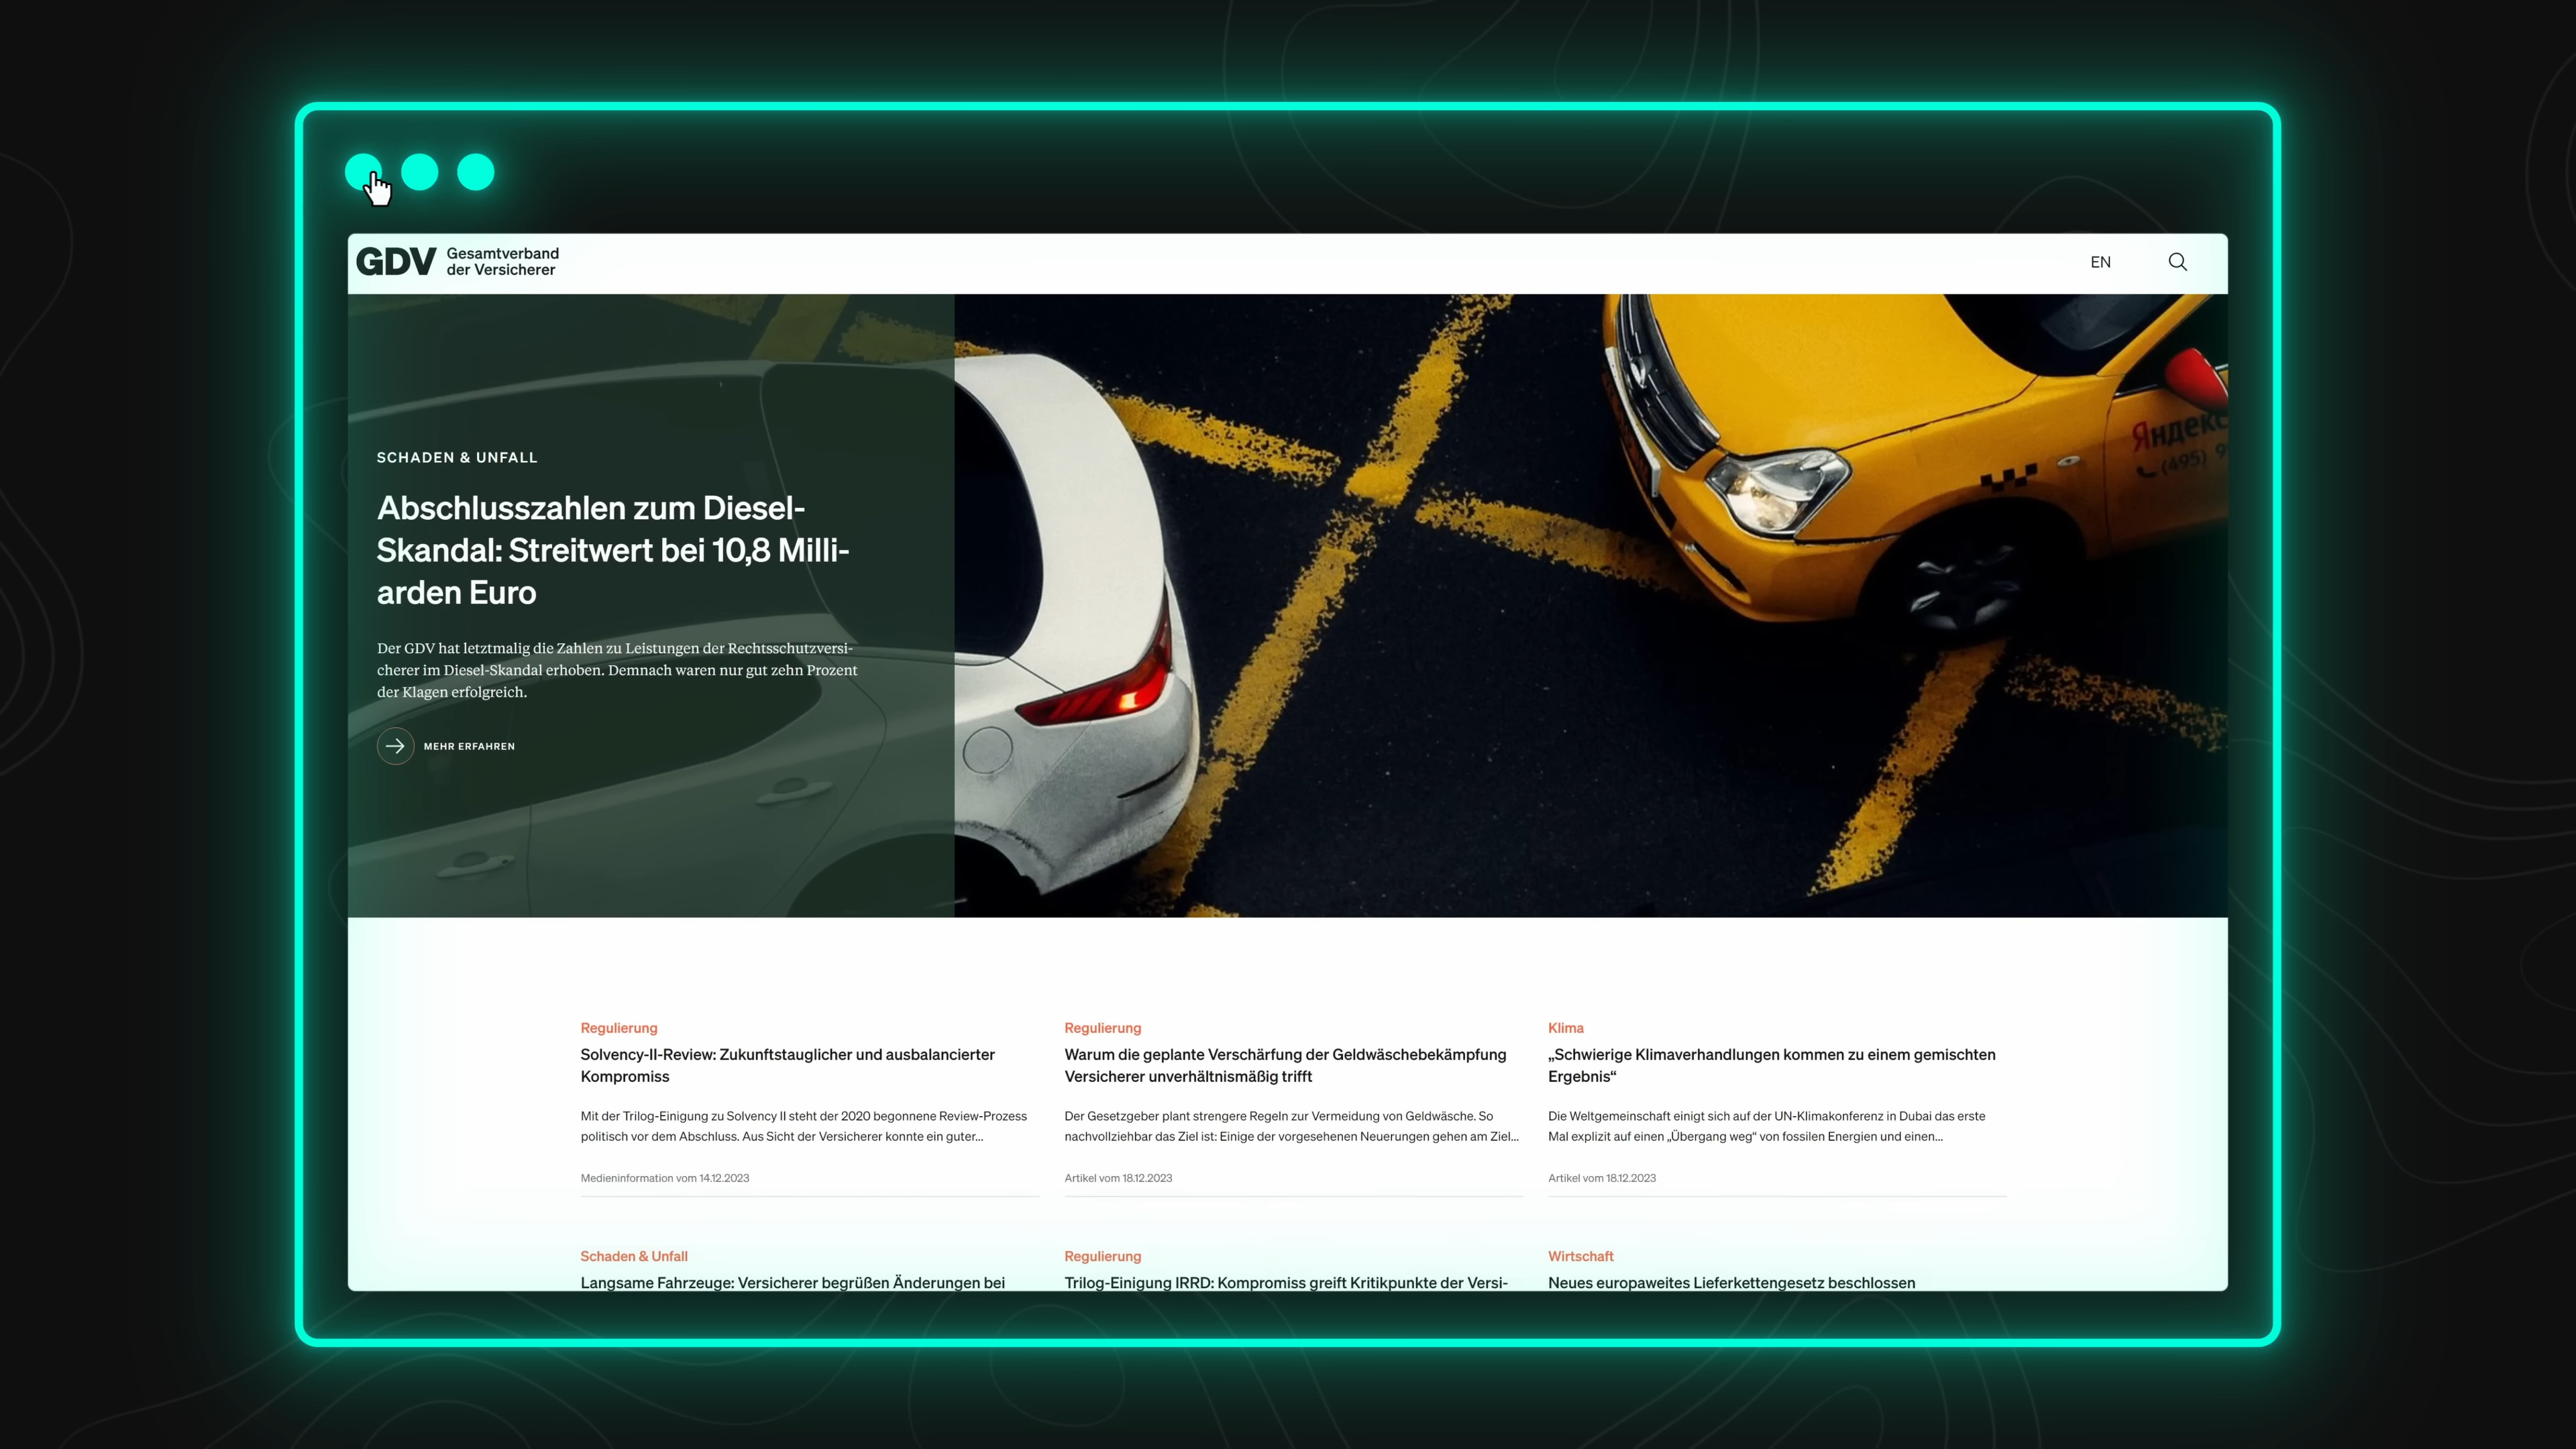 GDV
Gesamtverband
der Versicherer
EN
SCHADEN & UNFALL
Abschlusszahlen zum Diesel-
Skandal: Streitwert bei 10,8 Milli-
arden Euro
Der GDV hat letztmalig die Zahlen zu Leistungen der Rechtsschutzversi-
cherer im Diesel-Skandal erhoben. Demnach waren nur gut zehn Prozent
der Klagen erfolgreich.
MEHR ERFAHREN
(495) 9
Regulierung
Solvency-II-Review: Zukunftstauglicher und ausbalancierter
Kompromiss
Mit der Trilog-Einigung zu Solvency II steht der 2020 begonnene Review-Prozess
politisch vor dem Abschluss. Aus Sicht der Versicherer konnte ein guter...
Medieninformation vom 14.12.2023
Regulierung
Warum die geplante Verschärfung der Geldwäschebekämpfung
Versicherer unverhältnismäßig trifft
Der Gesetzgeber plant strengere Regeln zur Vermeidung von Geldwäsche. So
nachvollziehbar das Ziel ist: Einige der vorgesehenen Neuerungen gehen am Ziel...
Artikel vom 18.12.2023
Klima
„Schwierige Klimaverhandlungen kommen zu einem gemischten
Ergebnis“
Die Weltgemeinschaft einigt sich auf der UN-Klimakonferenz in Dubai das erste
Mal explizit auf einen „Übergang weg“ von fossilen Energien und einen...
Artikel vom 18.12.2023
Schaden & Unfall
Langsame Fahrzeuge: Versicherer begrüßen Änderungen bei
Regulierung
Trilog-Einigung IRRD: Kompromiss greift Kritikpunkte der Versi-
Wirtschaft
Neues europaweites Lieferkettengesetz beschlossen